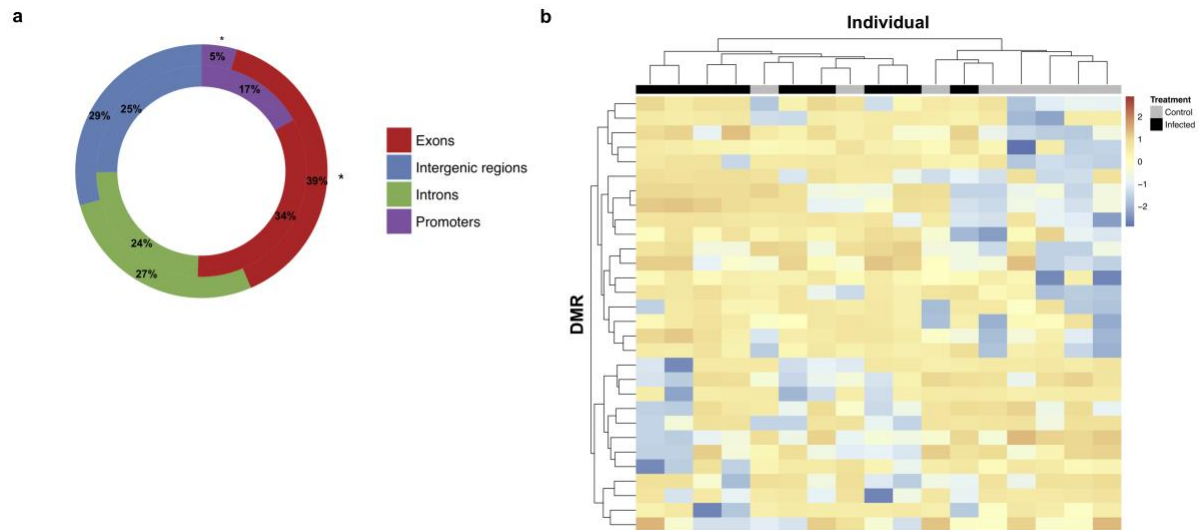 a
*
5%
17%
29%
25%
39%
*
34%
24%
27%
Exons
Intergenic regions
Introns
Promoters
b
Individual
DMR
2
1
0
−1
−2
Treatment
Control
Infected